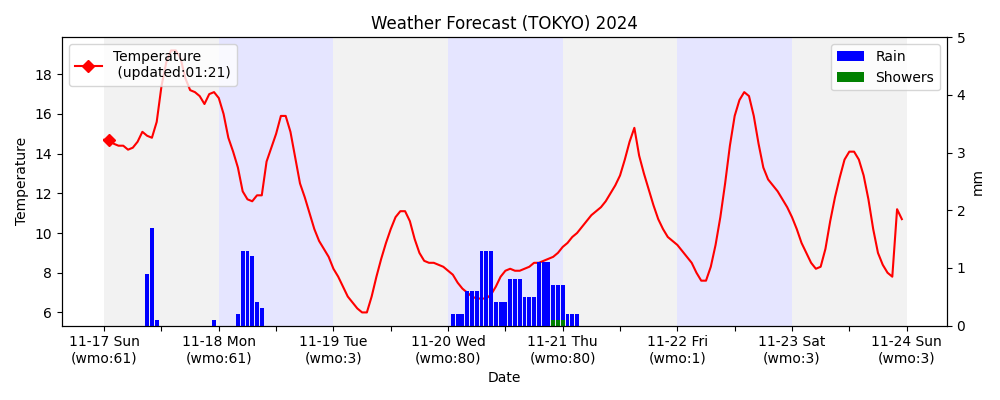 Weather Forecast (TOKYO) 2024
Temperature
(updated:01:21)
Rain
Showers
Temperature
18
16
14
12
10
8
6
5
4
3
2
1
0
mm
11-17 Sun
(wmo:61)
11-18 Mon
(wmo:61)
11-19 Tue
(wmo:3)
11-20 Wed
(wmo:80)
11-21 Thu
(wmo:80)
11-22 Fri
(wmo:1)
11-23 Sat
(wmo:3)
11-24 Sun
(wmo:3)
Date